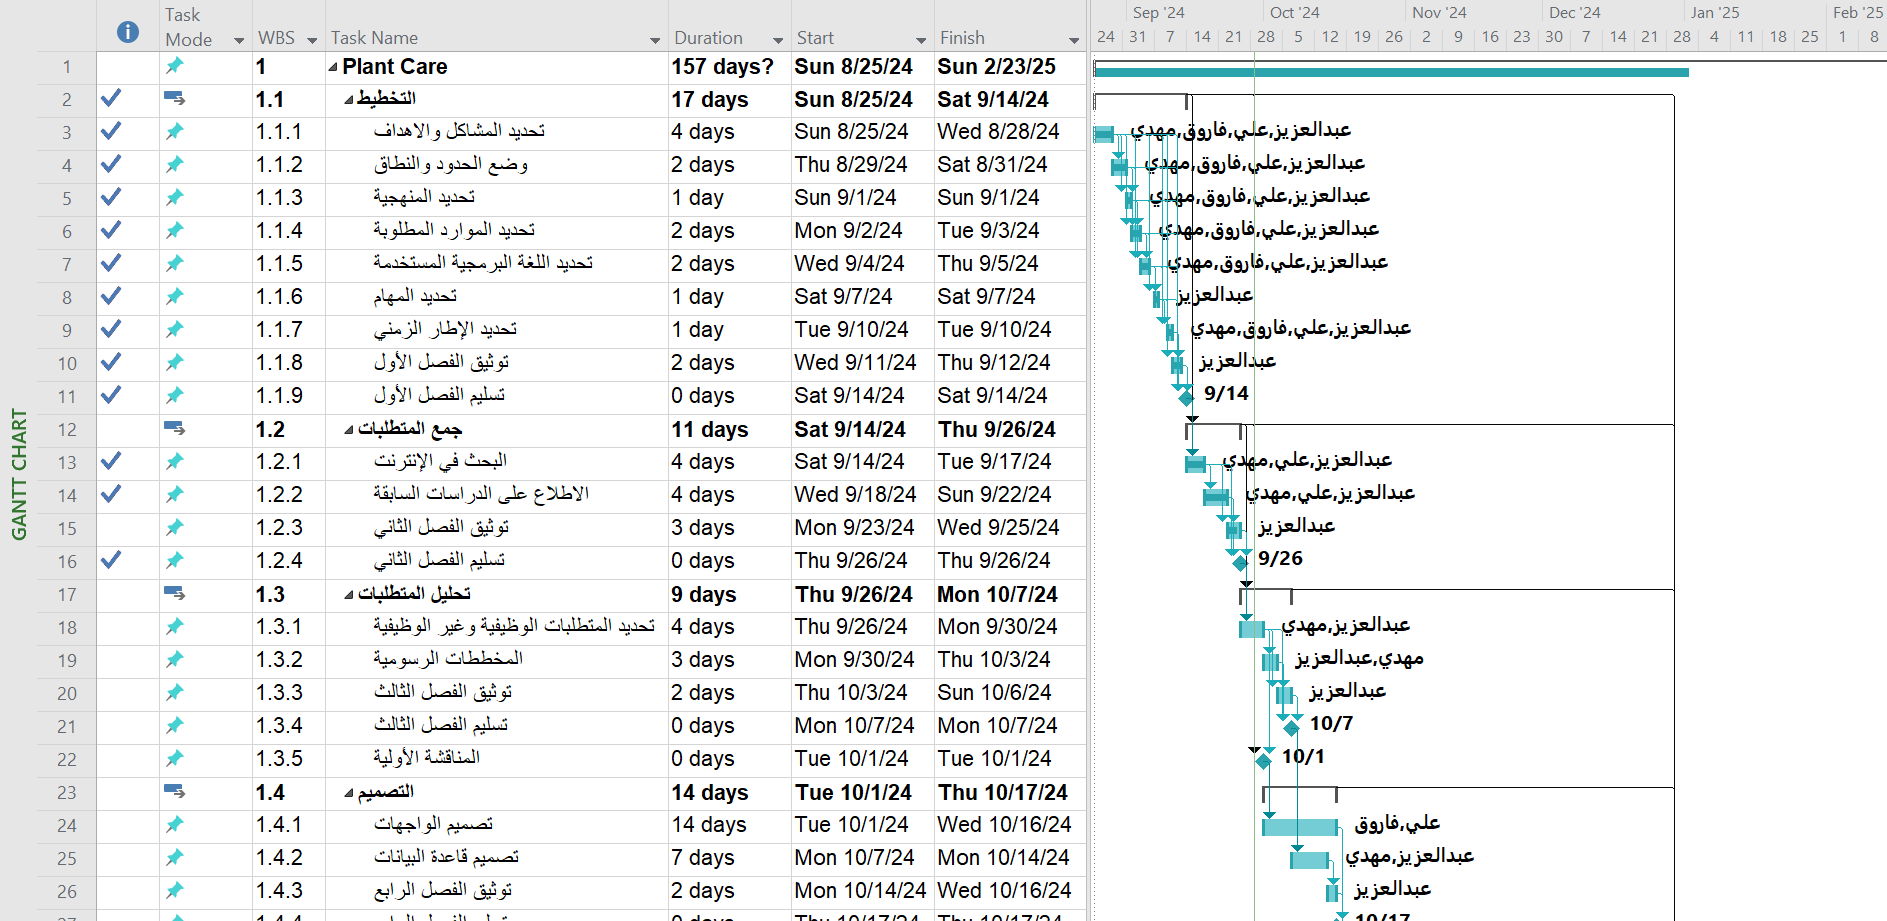 GANTT CHART
Task Mode WBS Task Name Duration Start Finish
Sep '24 Oct '24 Nov '24 Dec '24 Jan '25 Feb '25
24 31 7 14 21 28 5 12 19 26 2 9 16 23 30 7 14 21 28 4 11 18 25 1 8
1 1 Plant Care 157 days? Sun 8/25/24 Sun 2/23/25
2 1.1 التخطيط 17 days Sun 8/25/24 Sat 9/14/24
3 1.1.1 تحديد المشاكل والاهداف 4 days Sun 8/25/24 Wed 8/28/24 عبدالعزيز,علي,فاروق,مهدي
4 1.1.2 وضع الحدود والنطاق 2 days Thu 8/29/24 Sat 8/31/24 عبدالعزيز,علي,فاروق,مهدي
5 1.1.3 تحديد المنهجية 1 day Sun 9/1/24 Sun 9/1/24 عبدالعزيز,علي,فاروق,مهدي
6 1.1.4 تحديد الموارد المطلوبة 2 days Mon 9/2/24 Tue 9/3/24 عبدالعزيز,علي,فاروق,مهدي
7 1.1.5 تحديد اللغة البرمجية المستخدمة 2 days Wed 9/4/24 Thu 9/5/24 عبدالعزيز,علي,فاروق,مهدي
8 1.1.6 تحديد المهام 1 day Sat 9/7/24 Sat 9/7/24 عبدالعزيز
9 1.1.7 تحديد الإطار الزمني 1 day Tue 9/10/24 Tue 9/10/24 عبدالعزيز,علي,فاروق,مهدي
10 1.1.8 توثيق الفصل الأول 2 days Wed 9/11/24 Thu 9/12/24 عبدالعزيز
11 1.1.9 تسليم الفصل الأول 0 days Sat 9/14/24 Sat 9/14/24 9/14
12 1.2 جمع المتطلبات 11 days Sat 9/14/24 Thu 9/26/24
13 1.2.1 البحث في الإنترنت 4 days Sat 9/14/24 Tue 9/17/24 عبدالعزيز,علي,مهدي
14 1.2.2 الاطلاع على الدراسات السابقة 4 days Wed 9/18/24 Sun 9/22/24 عبدالعزيز,علي,مهدي
15 1.2.3 توثيق الفصل الثاني 3 days Mon 9/23/24 Wed 9/25/24 عبدالعزيز
16 1.2.4 تسليم الفصل الثاني 0 days Thu 9/26/24 Thu 9/26/24 9/26
17 1.3 تحليل المتطلبات 9 days Thu 9/26/24 Mon 10/7/24
18 1.3.1 تحديد المتطلبات الوظيفية وغير الوظيفية 4 days Thu 9/26/24 Mon 9/30/24 عبدالعزيز,مهدي
19 1.3.2 المخططات الرسومية 3 days Mon 9/30/24 Thu 10/3/24 مهدي,عبدالعزيز
20 1.3.3 توثيق الفصل الثالث 2 days Thu 10/3/24 Sun 10/6/24 عبدالعزيز
21 1.3.4 تسليم الفصل الثالث 0 days Mon 10/7/24 Mon 10/7/24 10/7
22 1.3.5 المناقشة الأولية 0 days Tue 10/1/24 Tue 10/1/24 10/1
23 1.4 التصميم 14 days Tue 10/1/24 Thu 10/17/24
24 1.4.1 تصميم الواجهات 14 days Tue 10/1/24 Wed 10/16/24 علي,فاروق
25 1.4.2 تصميم قاعدة البيانات 7 days Mon 10/7/24 Mon 10/14/24 عبدالعزيز,مهدي
26 1.4.3 توثيق الفصل الرابع 2 days Mon 10/14/24 Wed 10/16/24 عبدالعزيز